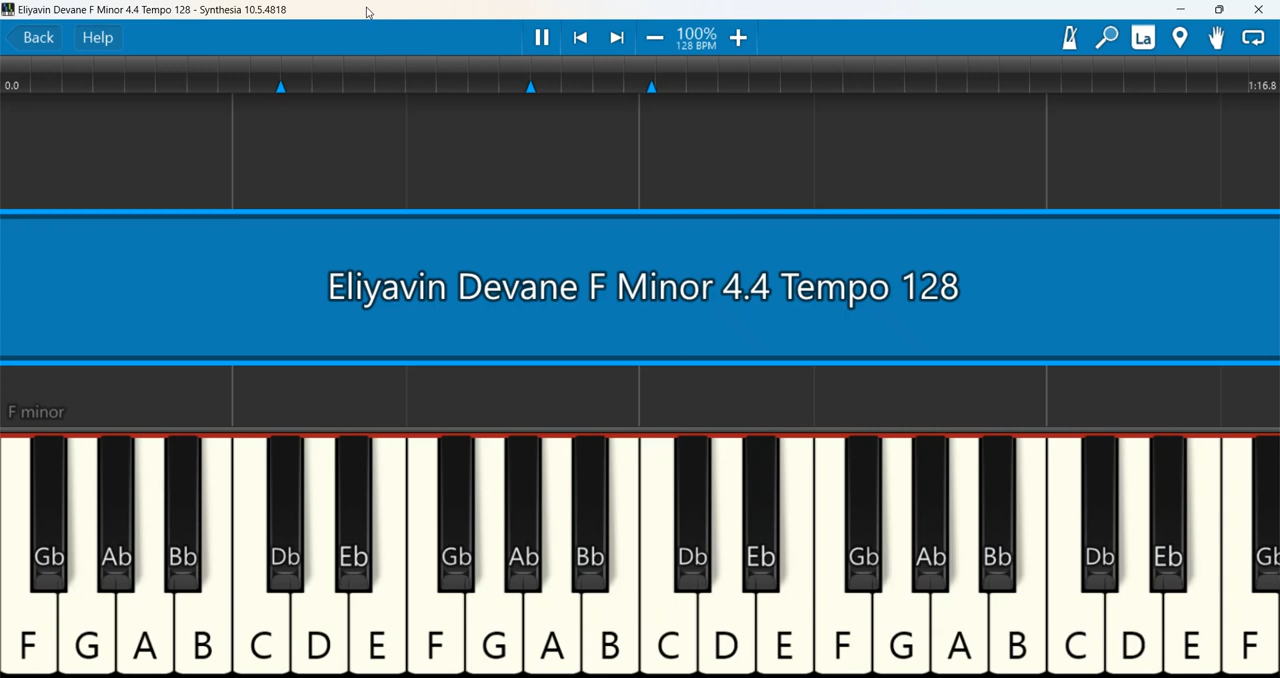 Eliyavin Devane F Minor 4.4 Tempo 128 - Synthesia 10.5.4818
Back Help 100% La
128 BPM
0.0 1:16.8
Eliyavin Devane F Minor 4.4 Tempo 128
F minor
Gb Ab Bb Db Eb Gb Ab Bb Db Eb Gb Ab Bb Db Eb Gb
F G A B C D E F G A B C D E F G A B C D E F